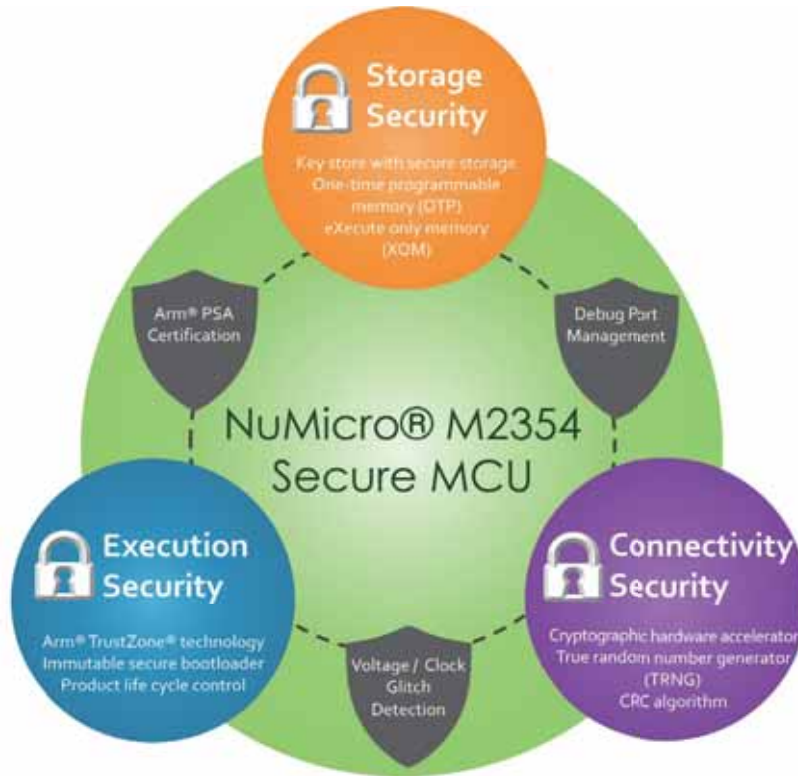 Storage
Security
Key store with secure storage
One-time programmable
memory (OTP)
eXecute only memory
(XOM)
Arm® PSA
Certification
Debug Port
Management
NuMicro® M2354
Secure MCU
Execution
Security
Arm® TrustZone® technology
Immutable secure bootloader
Product life cycle control
Connectivity
Security
Cryptographic hardware accelerator
True random number generator
(TRNG)
CRC algorithm
Voltage / Clock
Glitch
Detection